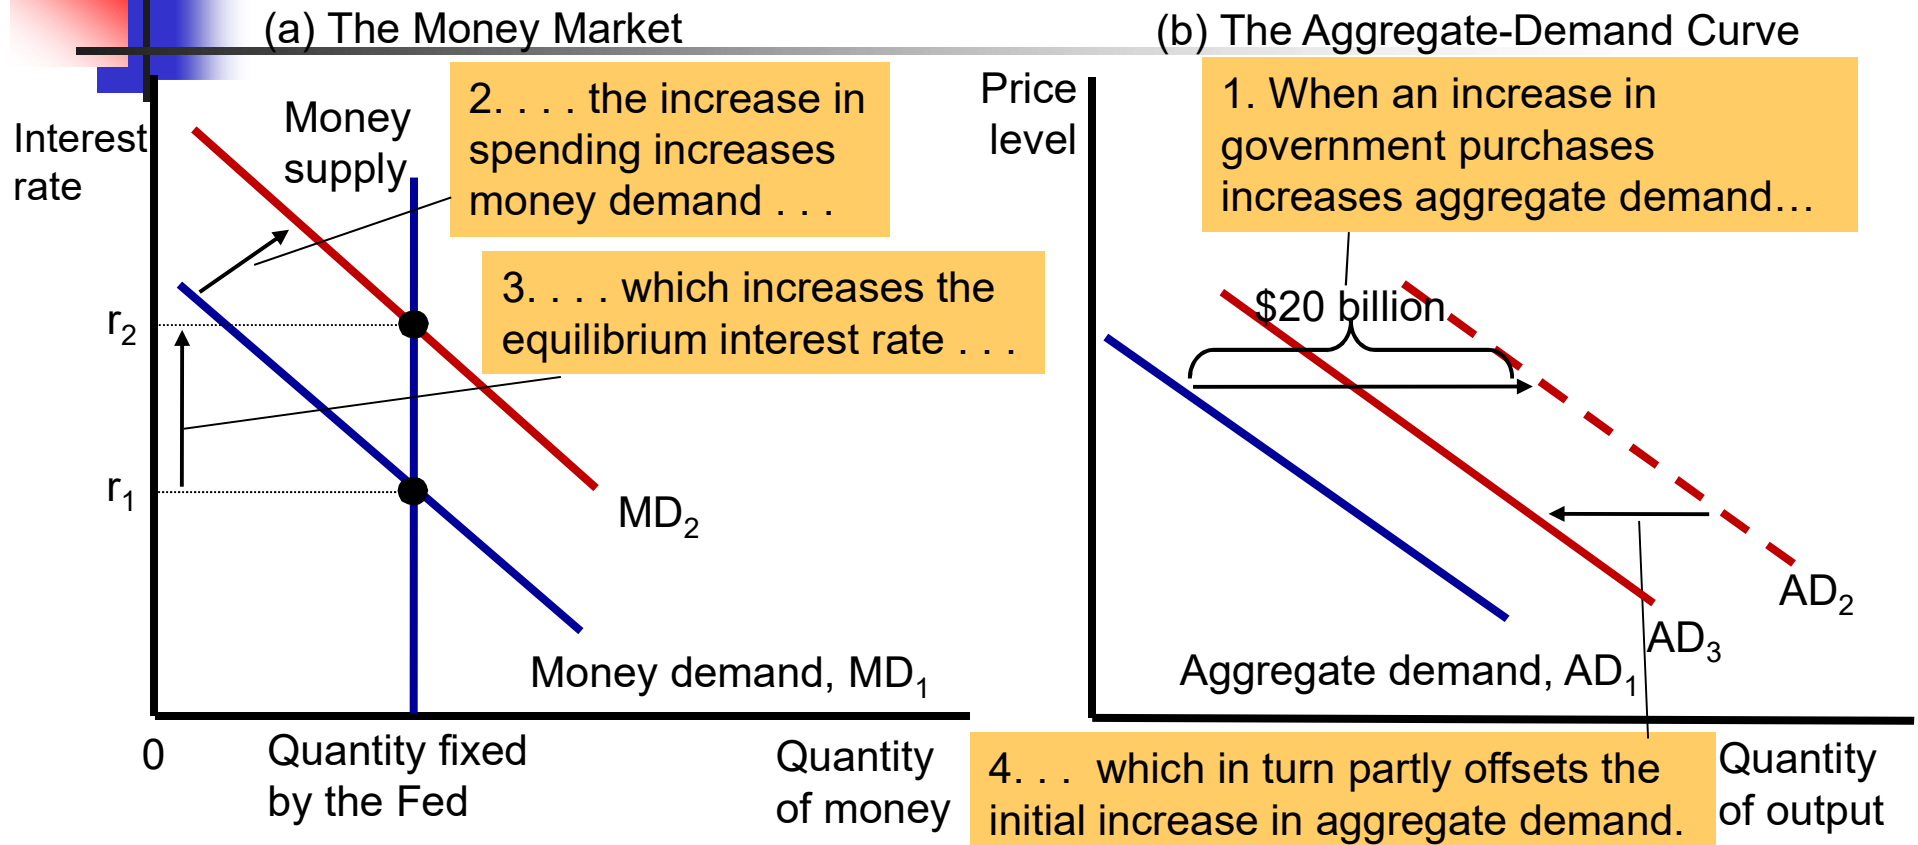 (a) The Money Market
Interest
rate
Money
supply
2. . . . the increase in
spending increases
money demand . . .
3. . . . which increases the
equilibrium interest rate . . .
r2
r1
MD2
Money demand, MD1
0
Quantity fixed
by the Fed
Quantity
of money
(b) The Aggregate-Demand Curve
Price
level
1. When an increase in
government purchases
increases aggregate demand…
$20 billion
AD2
AD3
Aggregate demand, AD1
4. . . which in turn partly offsets the
initial increase in aggregate demand.
Quantity
of output